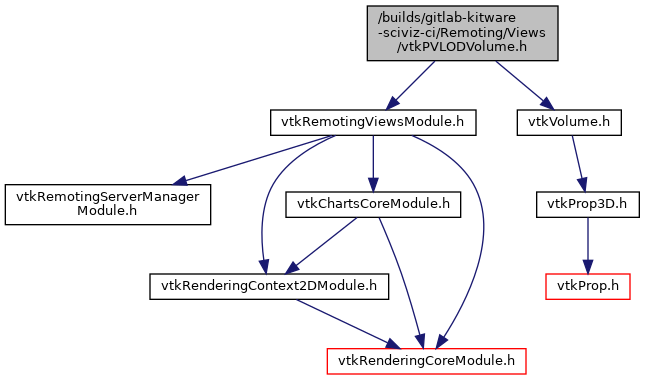 /builds/gitlab-kitware
-sciviz-ci/Remoting/Views
/vtkPVLODVolume.h
vtkRemotingViewsModule.h
vtkVolume.h
vtkRemotingServerManager
Module.h
vtkChartsCoreModule.h
vtkProp3D.h
vtkRenderingContext2DModule.h
vtkProp.h
vtkRenderingCoreModule.h